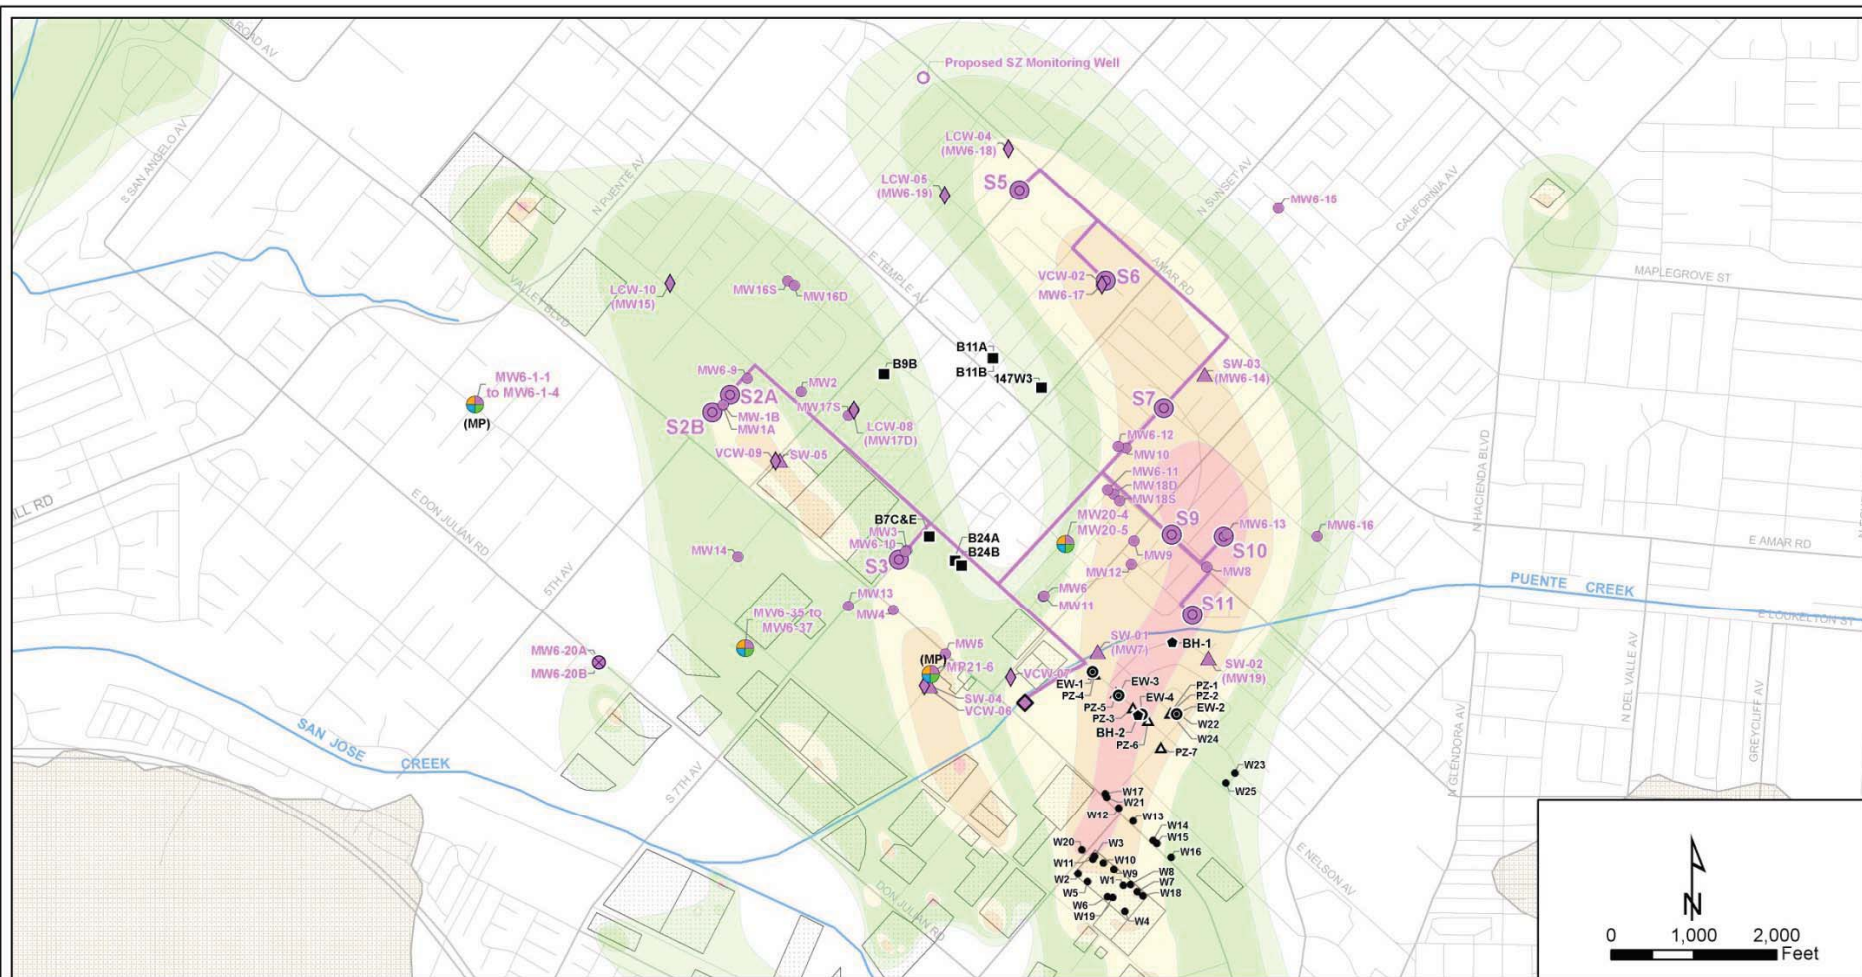 BROAD AV
Proposed SZ Monitoring Well
S SAN ANGELO AV
N PUENTE AV
LCW-04
(MW6-18)
S5
LCW-05
(MW6-19)
N SUNSET AV
CALIFORNIA AV
MW6-15
VALLEY BLVD
E TEMPLE AV
AMAR RD
MAPLEGROVE ST
LCW-10
(MW15)
MW16S
MW16D
VCW-02
S6
MW6-17
B11A
B11B
147W3
B9B
SW-03
(MW6-14)
MW6-1-1
to MW6-1-4
(MP)
MW6-9
MW2
S2A
S2B
MW-1B
MW1A
MW17S
LCW-08
(MW17D)
S7
MW6-12
MW10
VCW-09
SW-05
MW6-11
MW18D
MW18S
N HACIENDA BLVD
ILL RD
E DON JULIAN RD
B7C&E
MW3
MW6-10
S3
B24A
B24B
MW20-4
MW20-5
S9
MW6-13
S10
MW6-16
E AMAR RD
MW14
MW9
MW12
MW8
5TH AV
MW13
MW4
MW6
MW11
S11
PUENTE CREEK
E LOUKELTON ST
MW6-35 to
MW6-37
MW6-20A
MW6-20B
MW5
(MP)
MP21-6
SW-04
VCW-06
VCW-07
SW-01
(MW7)
BH-1
SW-02
(MW19)
EW-1
PZ-4
EW-3
PZ-5
EW-4
PZ-3
BH-2
PZ-6
PZ-1
PZ-2
EW-2
W22
W24
PZ-7
N DEL VALLE AV
GREYCLIFF AV
N GLENDORA AV
SAN JOSE CREEK
S 7TH AV
W23
W25
W17
W21
W12
W13
W14
W15
W16
W20
W3
W11
W10
W9
W2
W1
W8
W7
W5
W18
W6
W19
W4
E NELSON AV
DON JULIAN RD
N
0 1,000 2,000
Feet